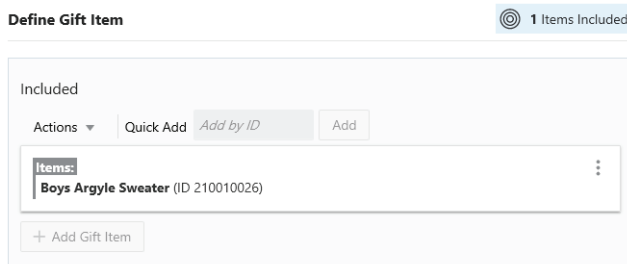 Define Gift Item
1 Items Included
Included
Actions Quick Add Add by ID Add
Items:
Boys Argyle Sweater (ID 210010026)
+ Add Gift Item